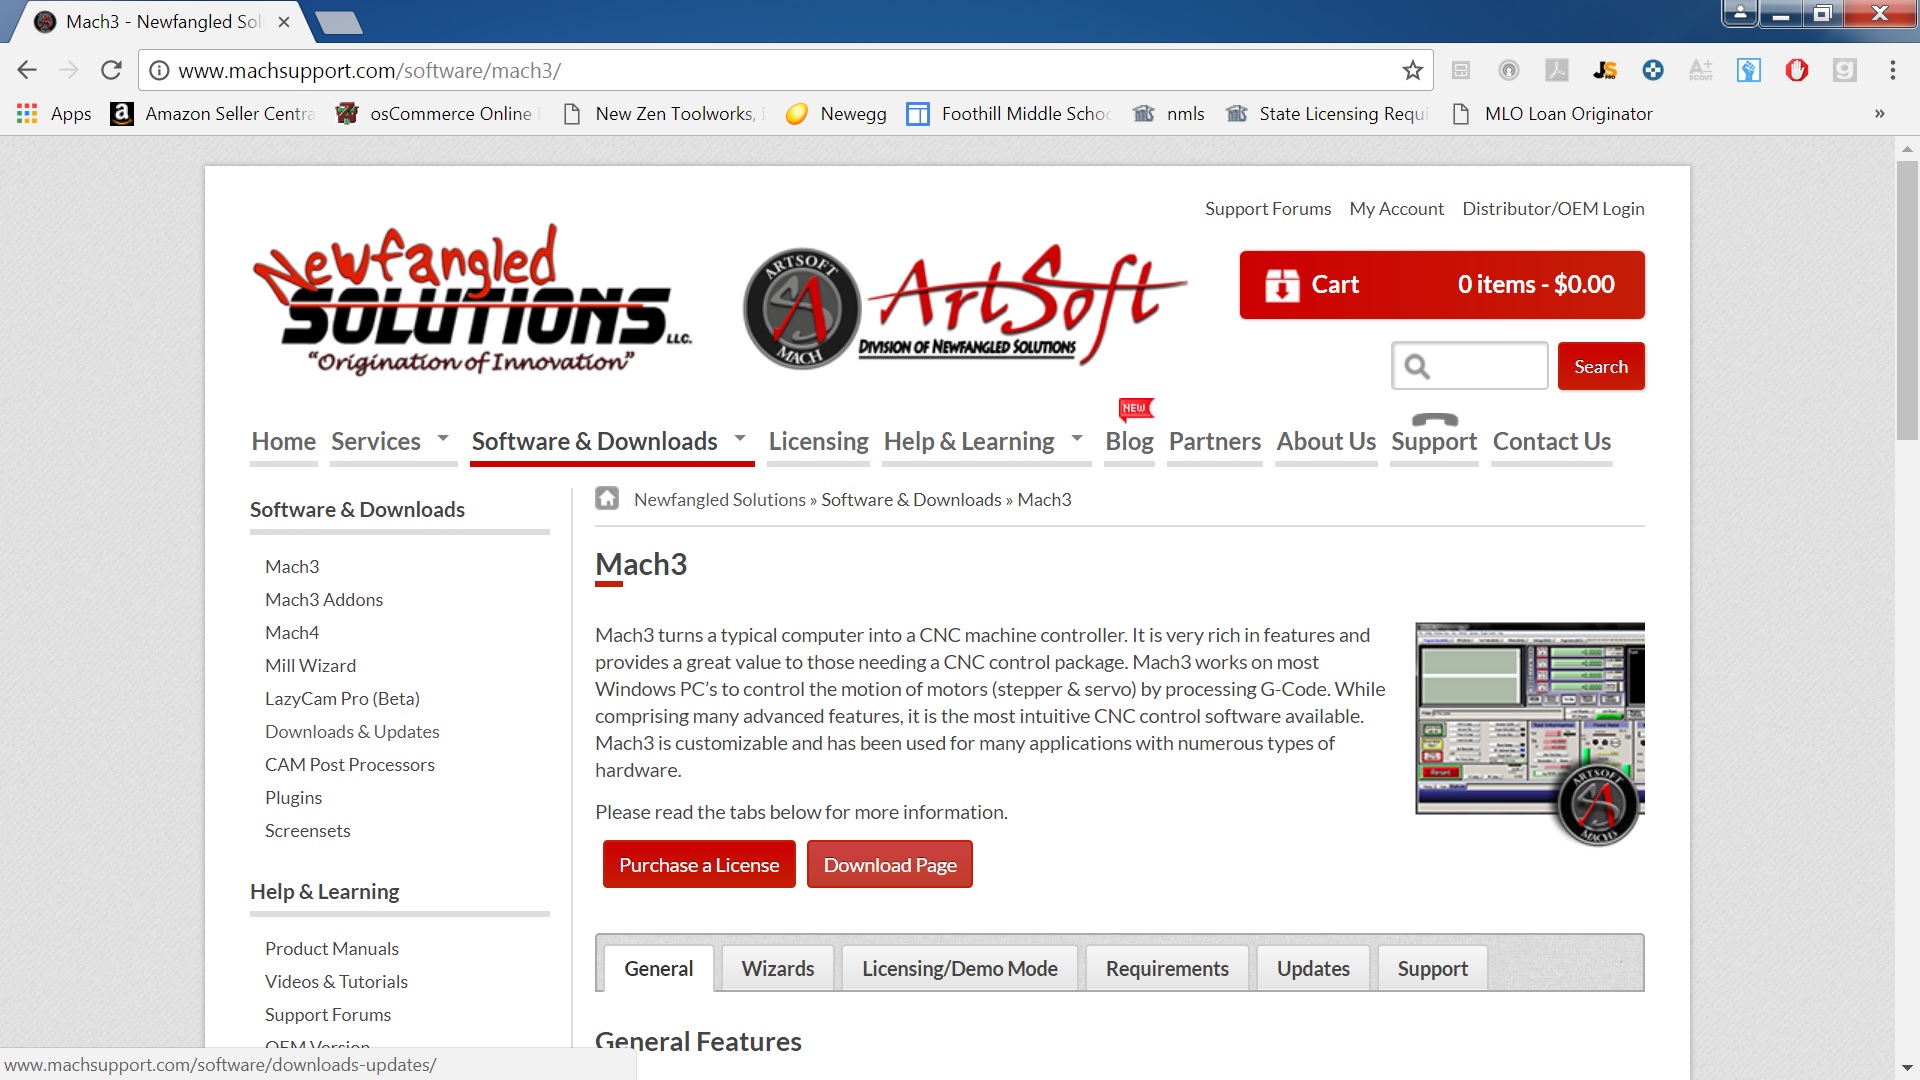 Mach3 - Newfangled Sol
www.machsupport.com/software/mach3/
Apps
Amazon Seller Centra
osCommerce Online
New Zen Toolworks,
Newegg
Foothill Middle Schoo
nmls
State Licensing Requi
MLO Loan Originator
»
Support Forums
My Account
Distributor/OEM Login
Newfangled
SOLUTIONS LLC.
"Origination of Innovation"
ARTSOFT
MACH
ArtSoft
DIVISION OF NEWFANGLED SOLUTIONS
Cart
0 items - $0.00
Search
NEW
Home
Services
Software & Downloads
Licensing
Help & Learning
Blog
Partners
About Us
Support
Contact Us
Software & Downloads
Mach3
Mach3 Addons
Mach4
Mill Wizard
LazyCam Pro (Beta)
Downloads & Updates
CAM Post Processors
Plugins
Screensets
Help & Learning
Product Manuals
Videos & Tutorials
Support Forums
OEM Version
Newfangled Solutions » Software & Downloads » Mach3
Mach3
Mach3 turns a typical computer into a CNC machine controller. It is very rich in features and
provides a great value to those needing a CNC control package. Mach3 works on most
Windows PC's to control the motion of motors (stepper & servo) by processing G-Code. While
comprising many advanced features, it is the most intuitive CNC control software available.
Mach3 is customizable and has been used for many applications with numerous types of
hardware.
Please read the tabs below for more information.
Reset
ARTSOFT
MACH
Purchase a License
Download Page
General
Wizards
Licensing/Demo Mode
Requirements
Updates
Support
General Features
www.machsupport.com/software/downloads-updates/